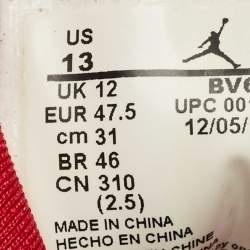 US
13
UK 12 BV6
EUR 47.5 UPC 001
cm 31 12/05/
BR 46
CN 310
(2.5)
MADE IN CHINA
HECHO EN CHINA